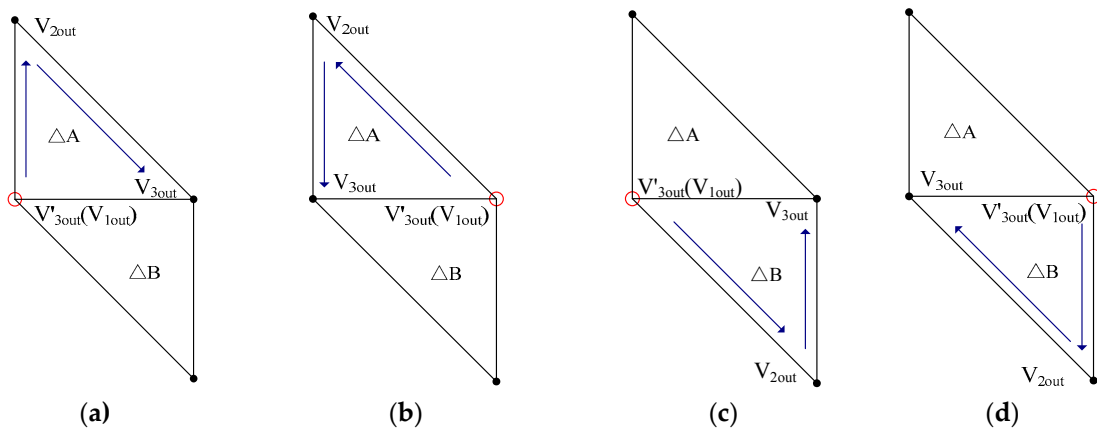 V2out V2out
△A △A △A △A
V3out V3out V'3out(V1out) V3out
V'3out(V1out) V'3out(V1out) V3out V'3out(V1out)
△B △B △B △B
V2out V2out
(a) (b) (c) (d)